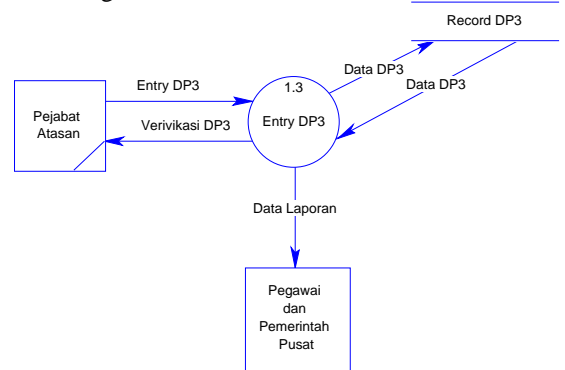 Record DP3
Data DP3
Data DP3
1.3
Entry DP3
Entry DP3
Verivikasi DP3
Pejabat
Atasan
Data Laporan
Pegawai
dan
Pemerintah
Pusat